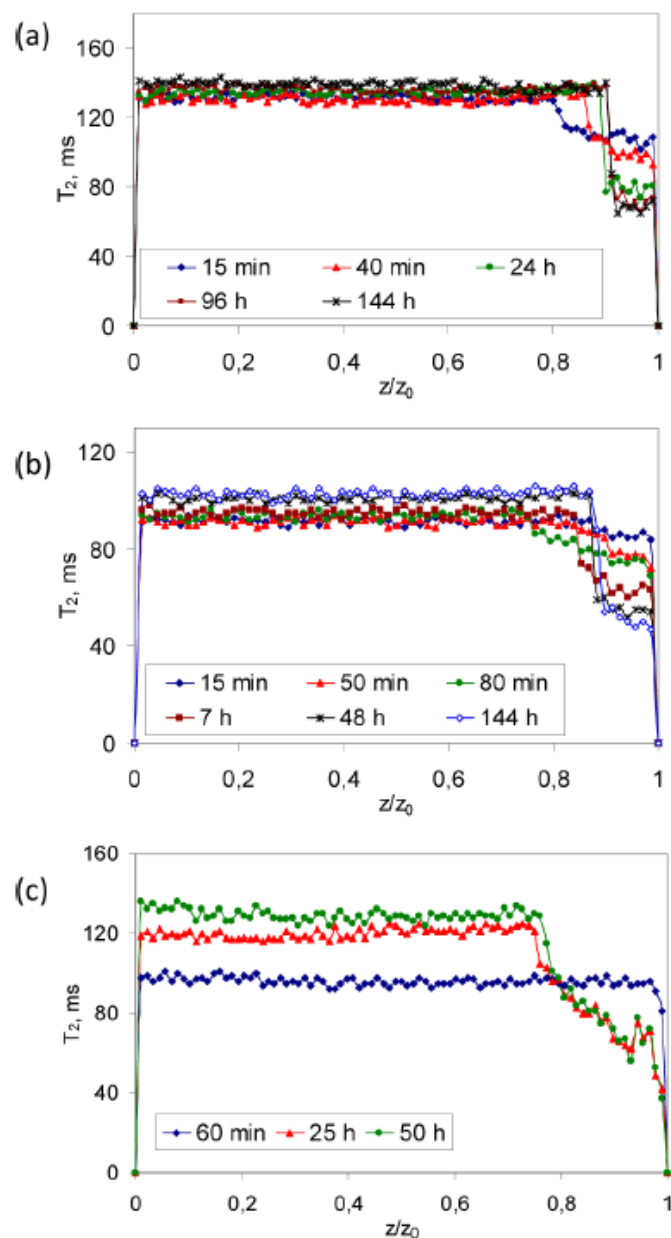 (a)
160
120
80
40
0
T2, ms
15 min 40 min 24 h
96 h 144 h
0 0,2 0,4 0,6 0,8 1
z/z0
(b)
120
80
40
0
T2, ms
15 min 50 min 80 min
7 h 48 h 144 h
0 0,2 0,4 0,6 0,8 1
z/z0
(c)
160
120
80
40
0
T2, ms
60 min 25 h 50 h
0 0,2 0,4 0,6 0,8 1
z/z0